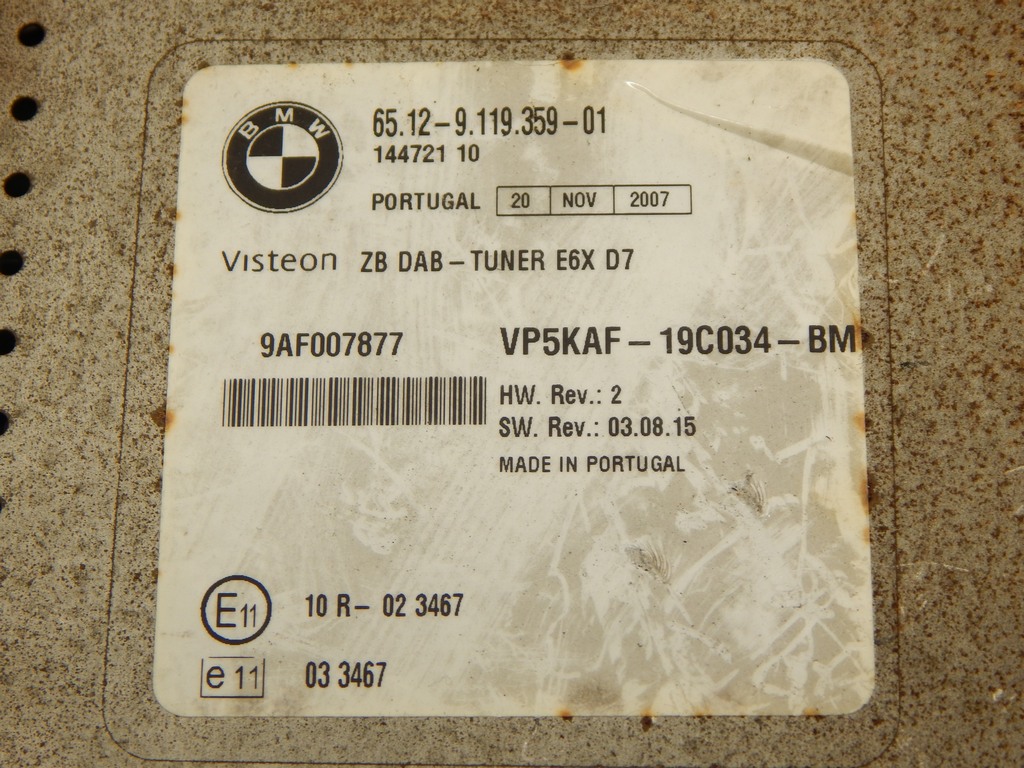 BMW
65.12-9.119.359-01
144721 10
PORTUGAL 20 NOV 2007
Visteon ZB DAB-TUNER E6X D7
9AF007877 VP5KAF-19C034-BM
HW. Rev.: 2
SW. Rev.: 03.08.15
MADE IN PORTUGAL
E11 10 R- 02 3467
e 11 03 3467